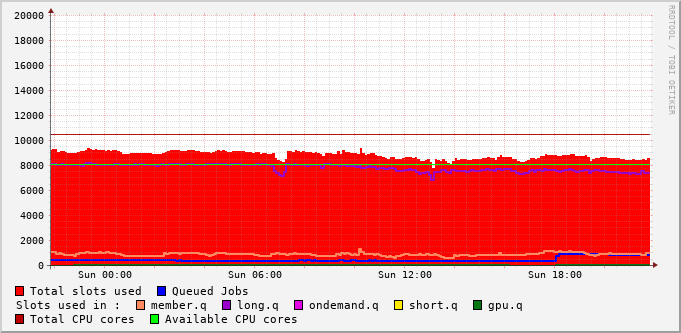 RRDTOOL / TOBI OETIKER
20000
18000
16000
14000
12000
10000
8000
6000
4000
2000
0
Sun 00:00 Sun 06:00 Sun 12:00 Sun 18:00
Total slots used Queued Jobs
Slots used in : member.q long.q ondemand.q short.q gpu.q
Total CPU cores Available CPU cores